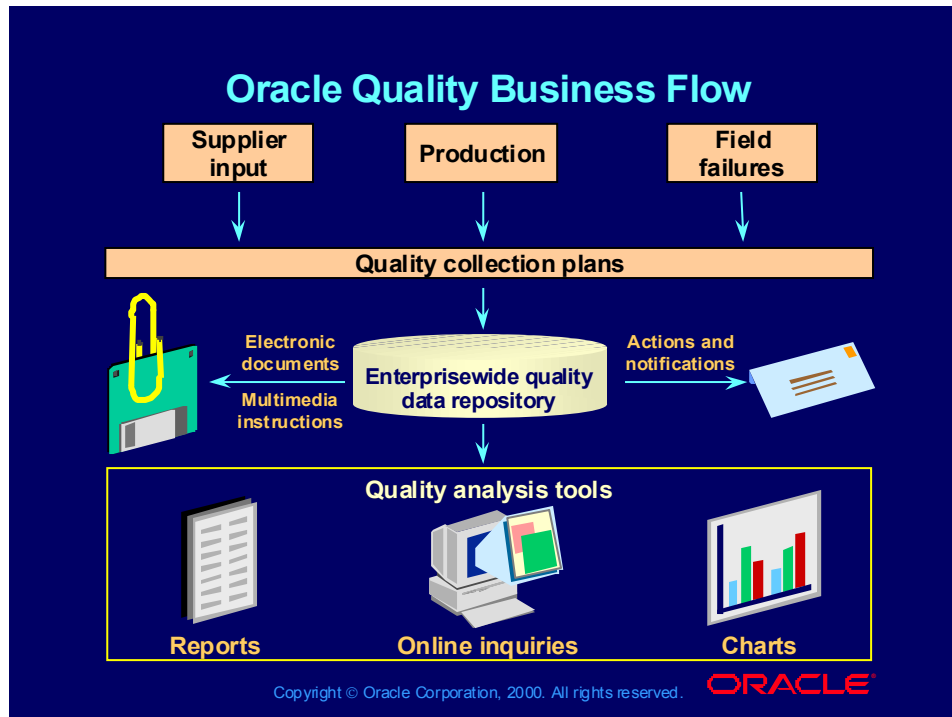 Oracle Quality Business Flow
Supplier
input
Production
Field
failures
Quality collection plans
Electronic
documents
Multimedia
instructions
Enterprisewide quality
data repository
Actions and
notifications
Quality analysis tools
Reports
Online inquiries
Charts
Copyright © Oracle Corporation, 2000. All rights reserved.
ORACLE®